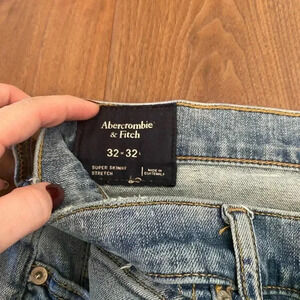 Abercrombie
& Fitch
32-32
SUPER SKINNY
STRETCH
MADE IN
GUATEMALA